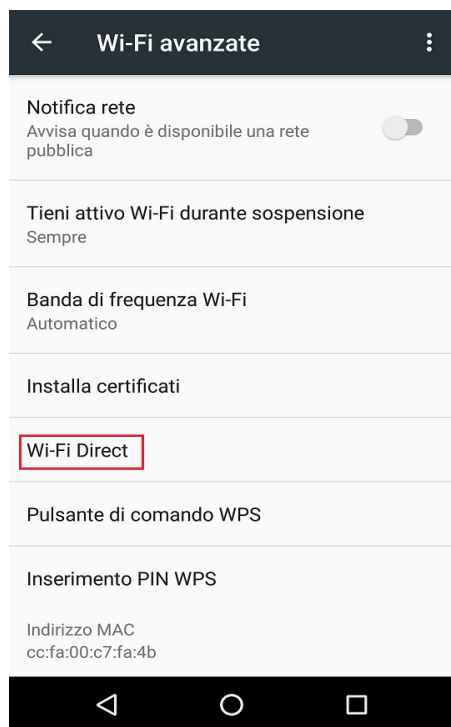 Wi-Fi avanzate
Notifica rete
Avvisa quando è disponibile una rete
pubblica
Tieni attivo Wi-Fi durante sospensione
Sempre
Banda di frequenza Wi-Fi
Automatico
Installa certificati
Wi-Fi Direct
Pulsante di comando WPS
Inserimento PIN WPS
Indirizzo MAC
cc:fa:00:c7:fa:4b